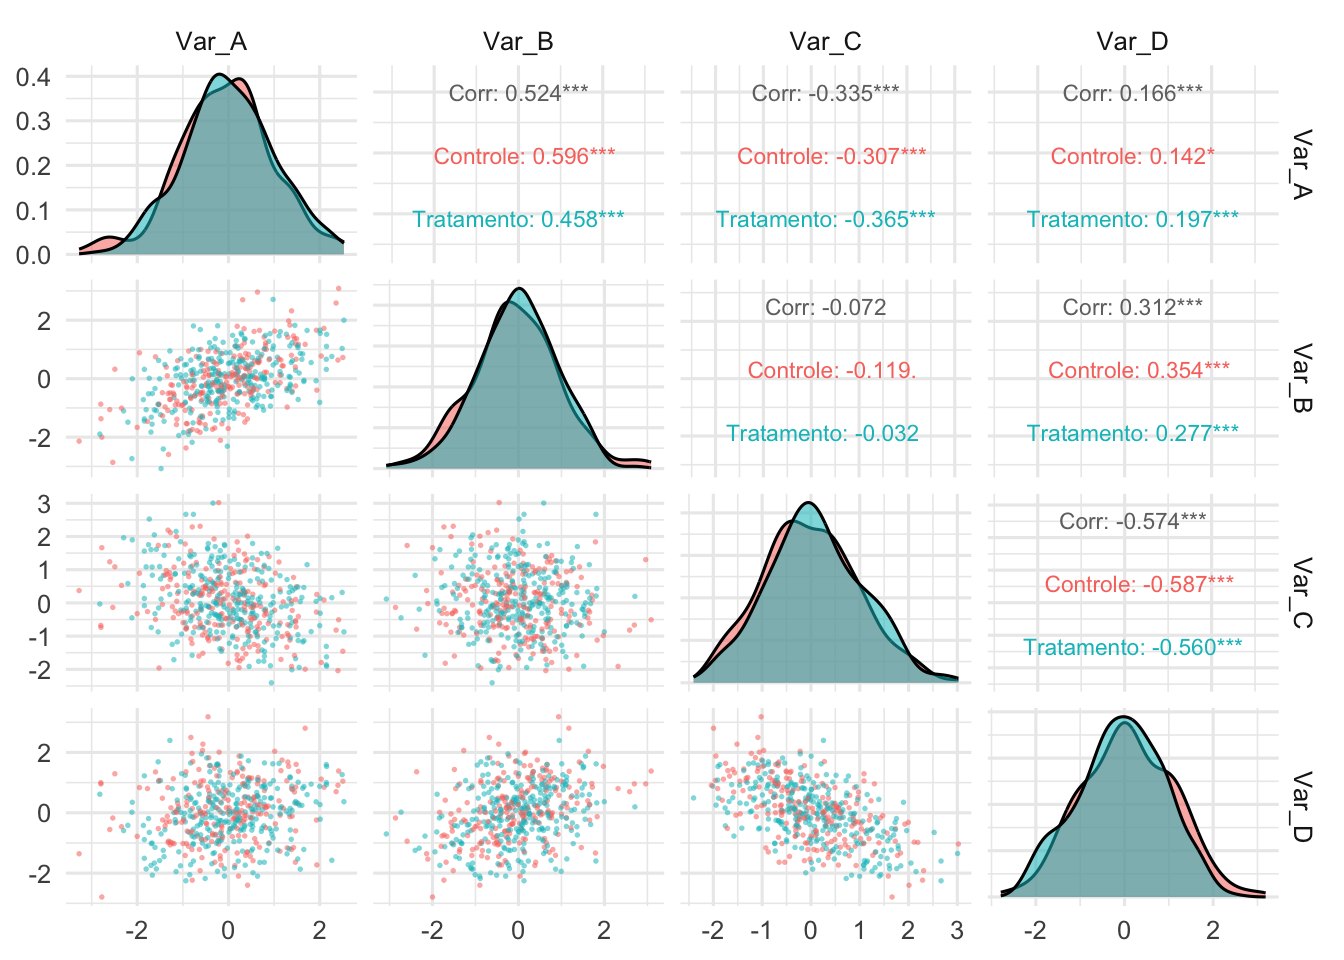 Var_A Var_B Var_C Var_D
0.4
0.3
0.2
0.1
0.0
Corr: 0.524***
Controle: 0.596***
Tratamento: 0.458***
Corr: -0.335***
Controle: -0.307***
Tratamento: -0.365***
Corr: 0.166***
Controle: 0.142*
Tratamento: 0.197***
Var_A
2
0
-2
Corr: -0.072
Controle: -0.119.
Tratamento: -0.032
Corr: 0.312***
Controle: 0.354***
Tratamento: 0.277***
Var_B
3
2
1
0
-1
-2
Corr: -0.574***
Controle: -0.587***
Tratamento: -0.560***
Var_C
2
0
-2
Var_D
-2 0 2 -2 0 2 -2 -1 0 1 2 3 -2 0 2